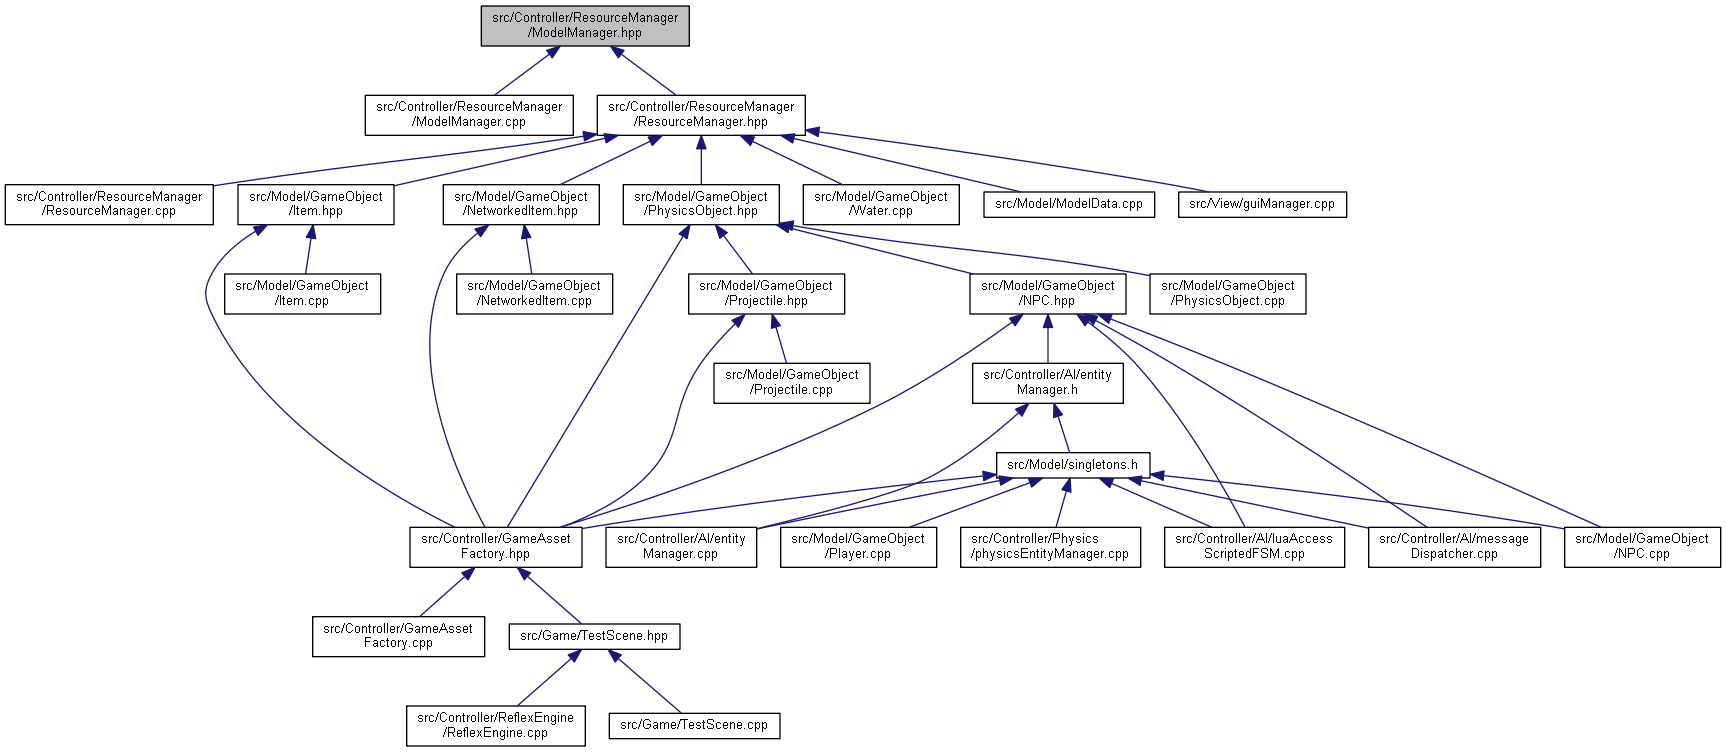 src/Controller/ResourceManager
/ModelManager.hpp
src/Controller/ResourceManager
/ModelManager.cpp
src/Controller/ResourceManager
/ResourceManager.hpp
src/Controller/ResourceManager
/ResourceManager.cpp
src/Model/GameObject
/Item.hpp
src/Model/GameObject
/NetworkedItem.hpp
src/Model/GameObject
/PhysicsObject.hpp
src/Model/GameObject
/Water.cpp
src/Model/ModelData.cpp
src/View/guiManager.cpp
src/Model/GameObject
/Item.cpp
src/Model/GameObject
/NetworkedItem.cpp
src/Model/GameObject
/Projectile.hpp
src/Model/GameObject
/NPC.hpp
src/Model/GameObject
/PhysicsObject.cpp
src/Model/GameObject
/Projectile.cpp
src/Controller/AI/entity
Manager.h
src/Model/singletons.h
src/Controller/GameAsset
Factory.hpp
src/Controller/AI/entity
Manager.cpp
src/Model/GameObject
/Player.cpp
src/Controller/Physics
/physicsEntityManager.cpp
src/Controller/AI/luaAccess
ScriptedFSM.cpp
src/Controller/AI/message
Dispatcher.cpp
src/Model/GameObject
/NPC.cpp
src/Controller/GameAsset
Factory.cpp
src/Game/TestScene.hpp
src/Controller/ReflexEngine
/ReflexEngine.cpp
src/Game/TestScene.cpp